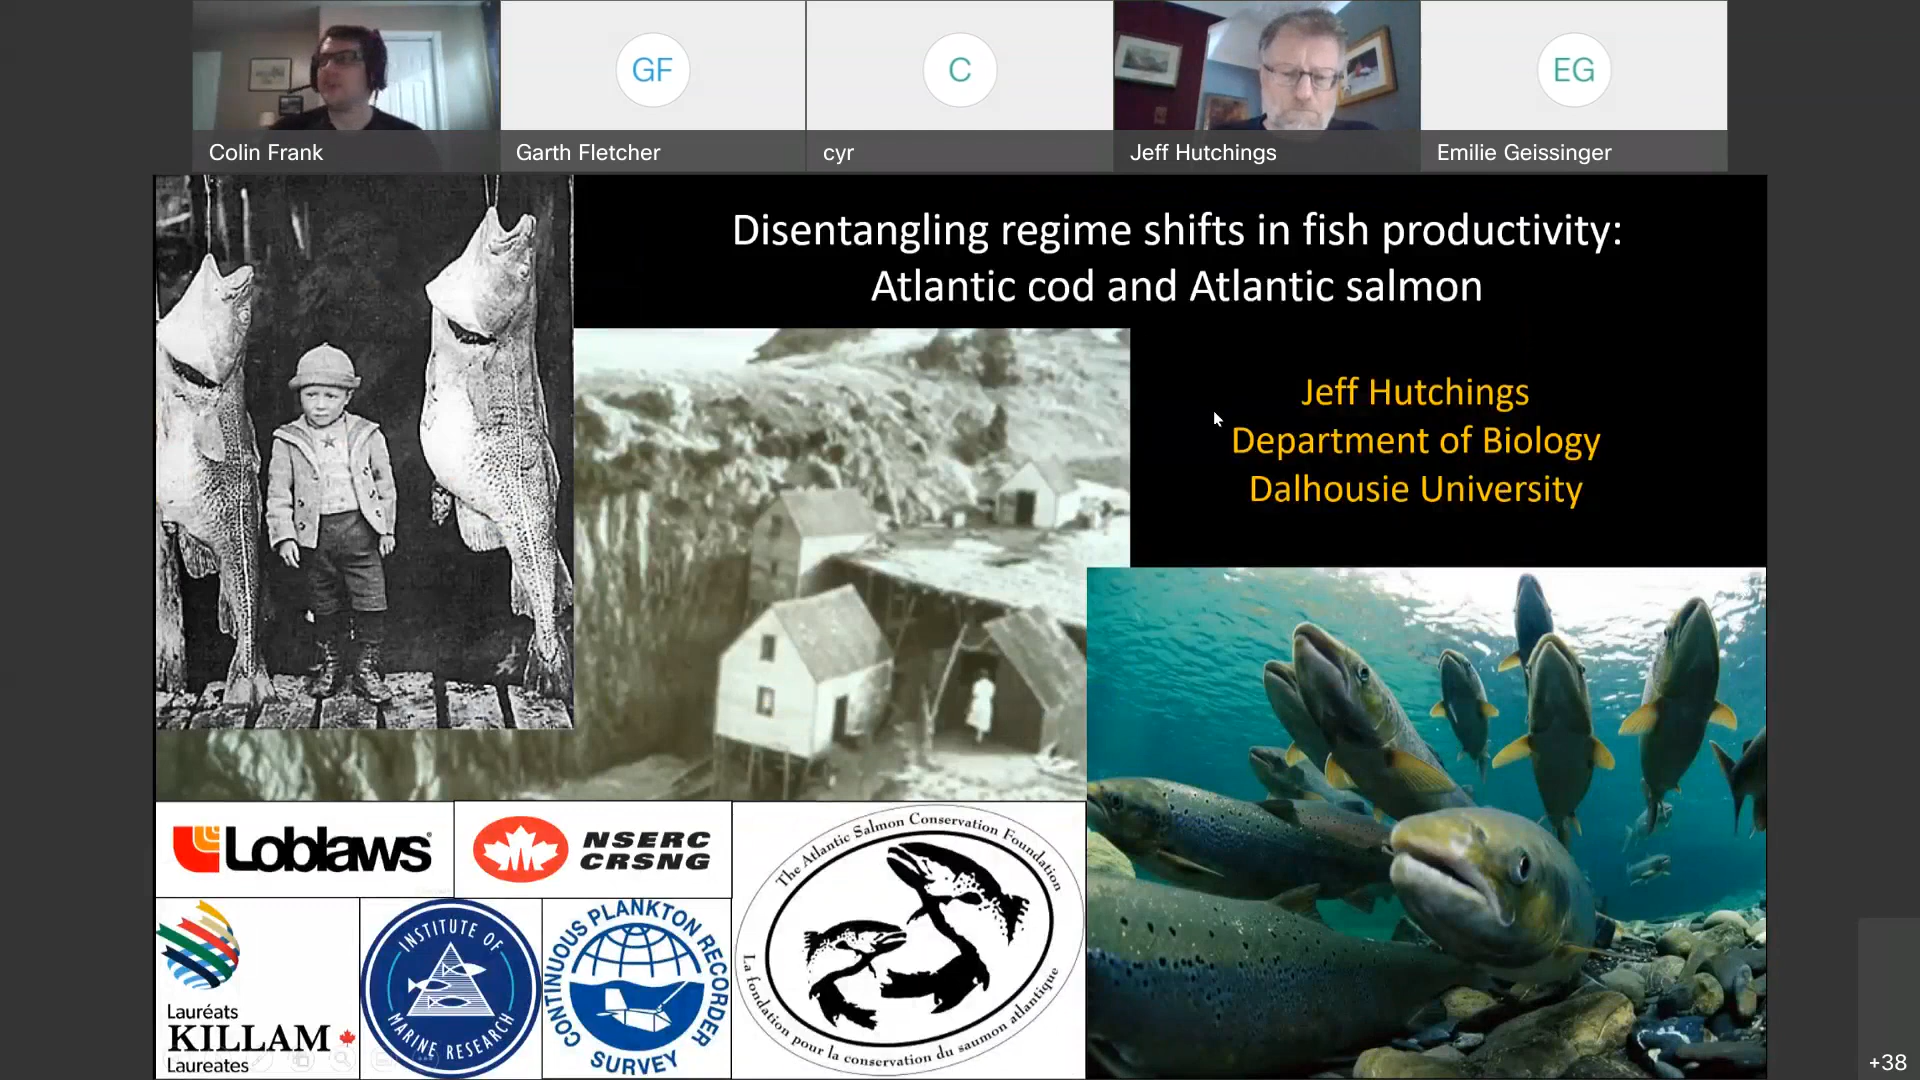 GF
C
EG
Colin Frank
Garth Fletcher
cyr
Jeff Hutchings
Emilie Geissinger
Disentangling regime shifts in fish productivity:
Atlantic cod and Atlantic salmon
Jeff Hutchings
Department of Biology
Dalhousie University
Loblaws®
NSERC
CRSNG
The Atlantic Salmon Conservation Foundation
La fondation pour la conservation du saumon atlantique
Lauréats
KILLAM
Laureates
INSTITUTE OF
MARINE RESEARCH
CONTINUOUS PLANKTON RECORDER
SURVEY
+38